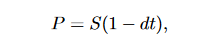 P = S(1 − dt),